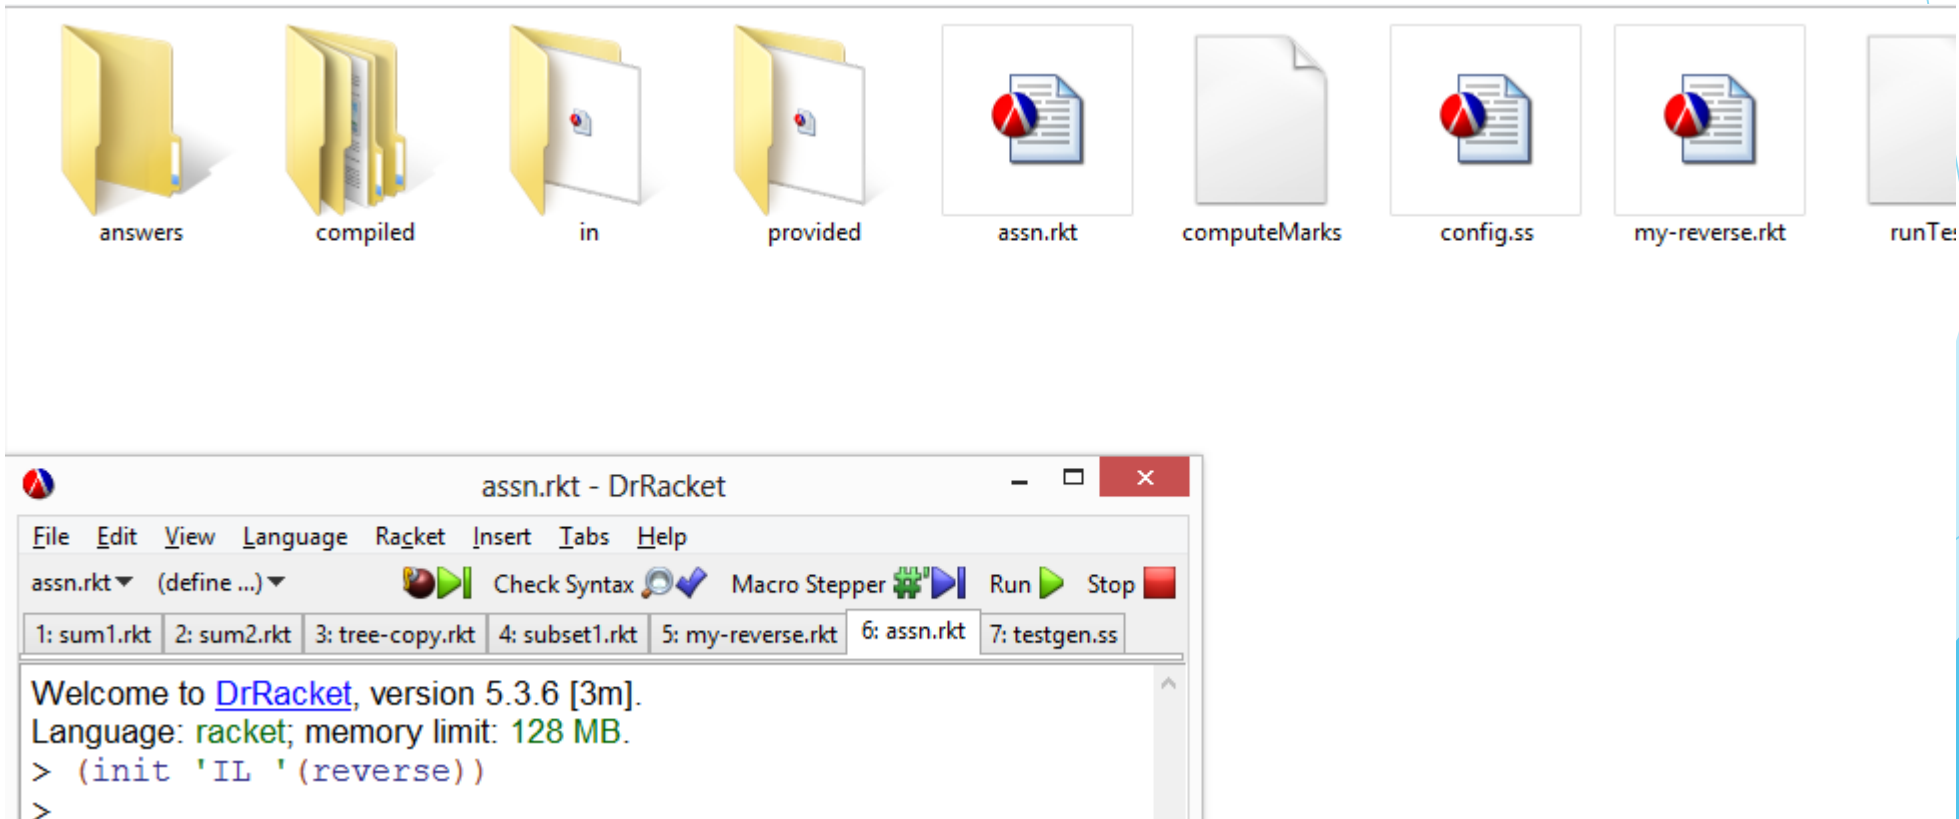 answers compiled in provided assn.rkt computeMarks config.ss my-reverse.rkt
assn.rkt - DrRacket
File Edit View Language Racket Insert Tabs Help
assn.rkt (define ...) Check Syntax Macro Stepper #' Run Stop
1: sum1.rkt 2: sum2.rkt 3: tree-copy.rkt 4: subset1.rkt 5: my-reverse.rkt 6: assn.rkt 7: testgen.ss
Welcome to DrRacket, version 5.3.6 [3m].
Language: racket; memory limit: 128 MB.
> (init 'IL '(reverse))
>